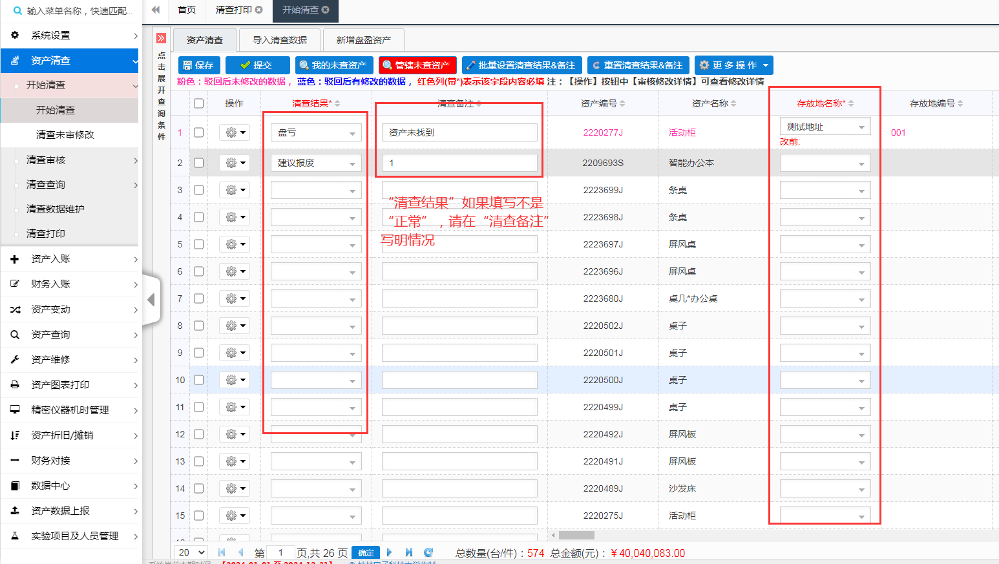 输入菜单名称，快速匹配...
首页 清查打印 开始清查
系统设置
资产清查
开始清查
开始清查
清查未审修改
清查审核
清查查询
清查数据维护
清查打印
资产入账
财务入账
资产变动
资产查询
资产维修
资产图表打印
精密仪器机时管理
资产折旧/摊销
财务对接
数据中心
资产数据上报
实验项目及人员管理
点击展开查询条件
资产清查 导入清查数据 新增盘盈资产
保存 提交 我的未查资产 管辖未查资产 批量设置清查结果&备注 重置清查结果&备注 更多操作
粉色：驳回后未修改的数据， 蓝色：驳回后有修改的数据， 红色列(带*)表示该字段内容必填 注：【操作】按钮中【审核修改详情】可查看修改详情
操作 清查结果* 清查备注 资产编号 资产名称 存放地名称* 存放地编号
1 盘亏 资产未找到 2220277J 活动柜 测试地址 001
改前:
2 建议报废 1 2209693S 智能办公本
3 2223699J 条桌
4 2223698J 条桌
5 2223697J 屏风桌
6 2223696J 屏风桌
7 2223680J 桌几*办公桌
8 2220502J 桌子
9 2220501J 桌子
10 2220500J 桌子
11 2220499J 桌子
12 2220492J 屏风板
13 2220491J 屏风板
14 2220489J 沙发床
15 2220275J 活动柜
“清查结果”如果填写不是
“正常”，请在“清查备注”
写明情况
20 第 1 页,共 26 页 确定 总数量(台/件)：574 总金额(元)：￥40,040,083.00